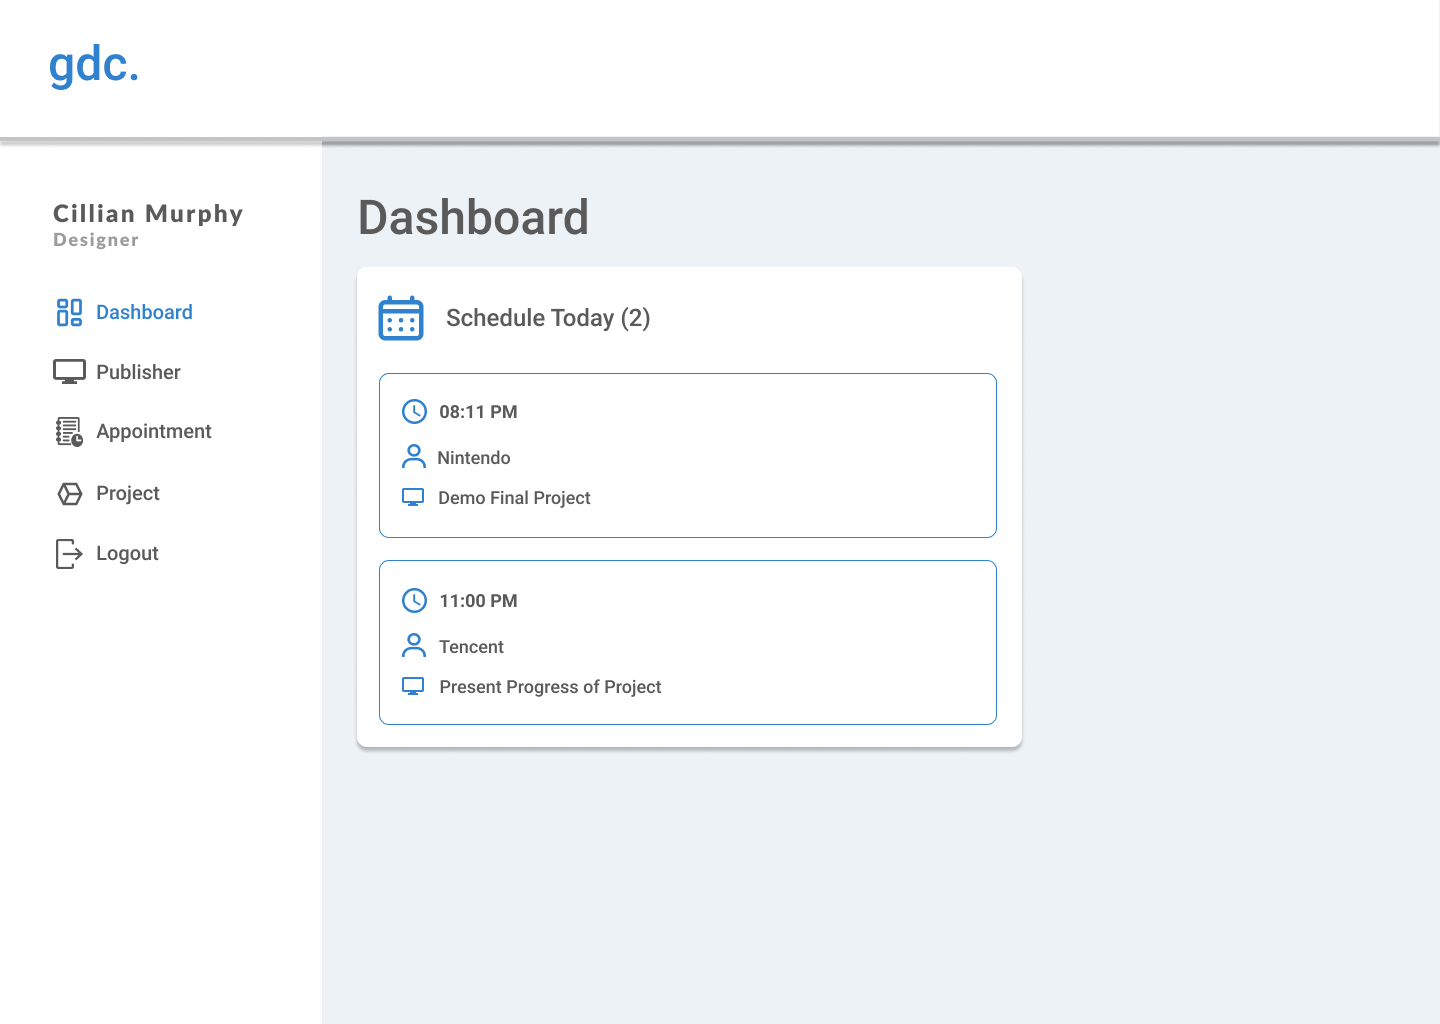 gdc.
Cillian Murphy
Designer
Dashboard
Publisher
Appointment
Project
Logout
Dashboard
Schedule Today (2)
08:11 PM
Nintendo
Demo Final Project
11:00 PM
Tencent
Present Progress of Project